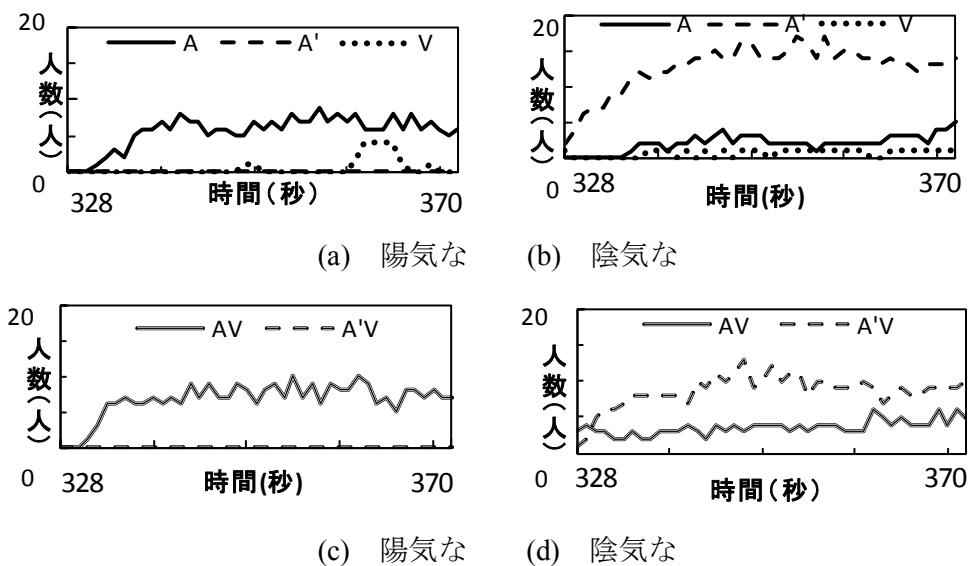 20
A A' V
人数(人)
0
328
時間(秒)
370
(a) 陽気な
20
A A' V
人数(人)
0
328
時間(秒)
370
(b) 陰気な
20
AV A'V
人数(人)
0
328
時間(秒)
370
(c) 陽気な
20
AV A'V
人数(人)
0
328
時間(秒)
370
(d) 陰気な